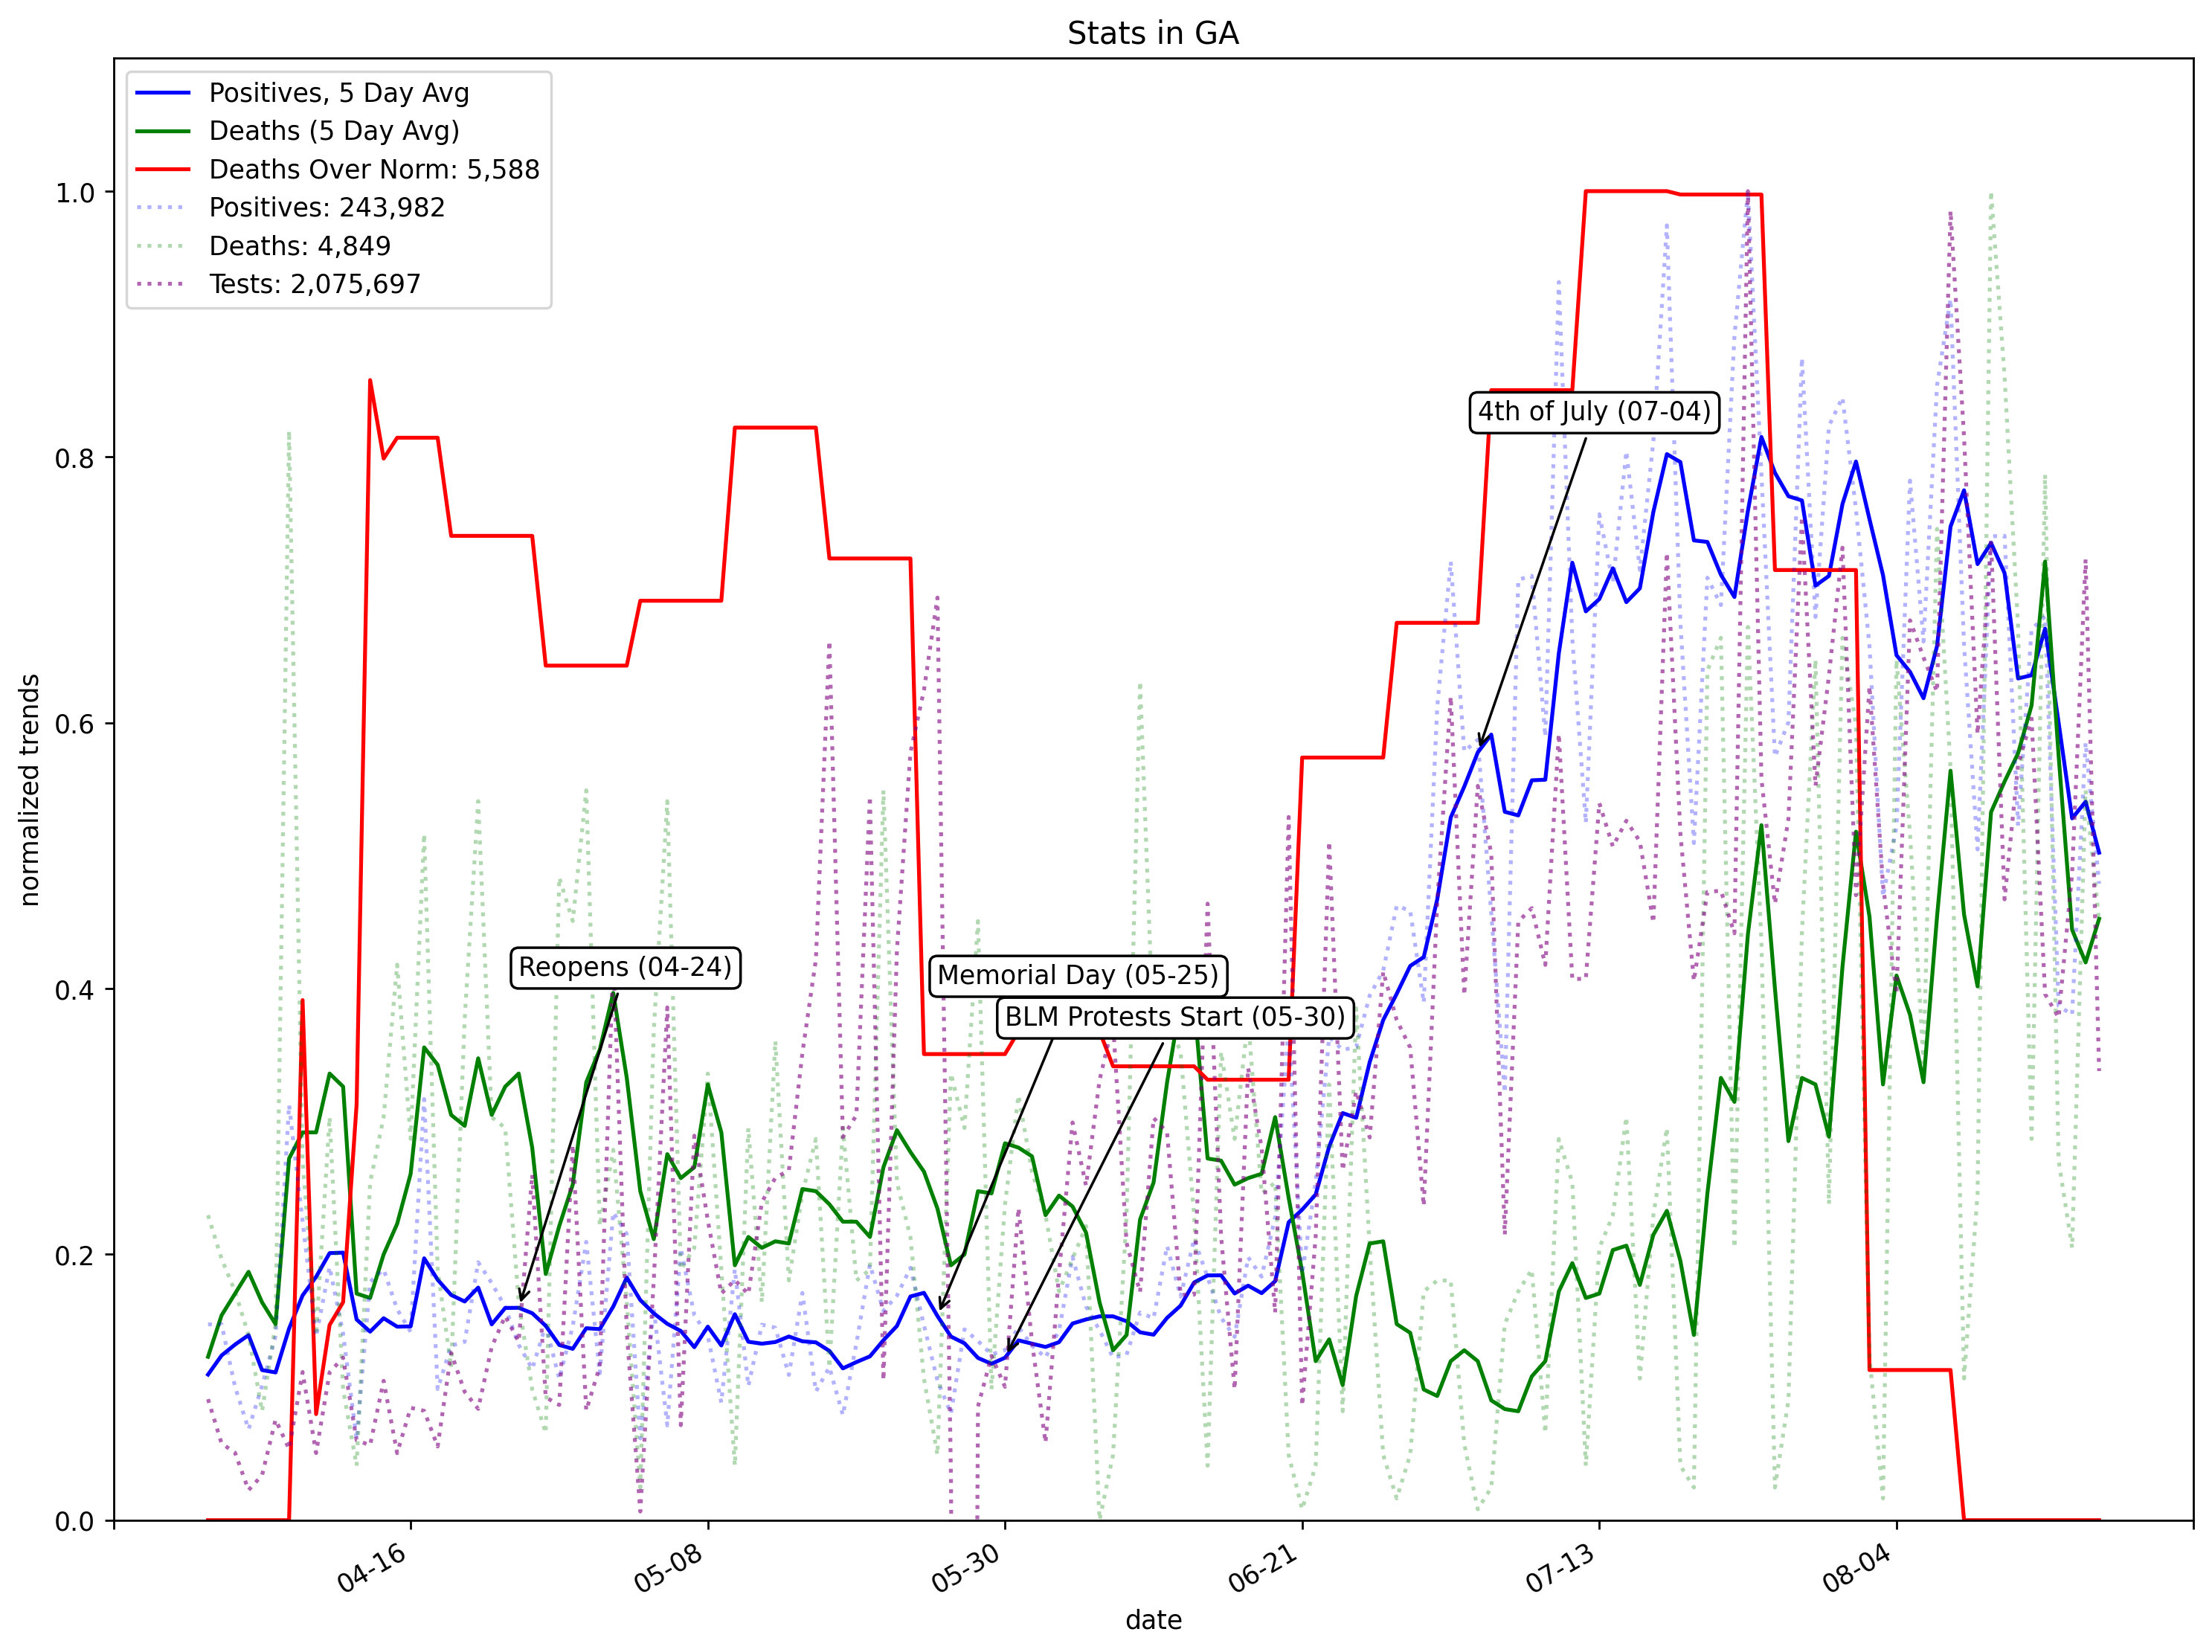 Stats in GA
Positives, 5 Day Avg
Deaths (5 Day Avg)
Deaths Over Norm: 5,588
Positives: 243,982
Deaths: 4,849
Tests: 2,075,697
1.0
0.8
0.6
0.4
0.2
0.0
normalized trends
4th of July (07-04)
Reopens (04-24)
Memorial Day (05-25)
BLM Protests Start (05-30)
04-16
05-08
05-30
06-21
07-13
08-04
date